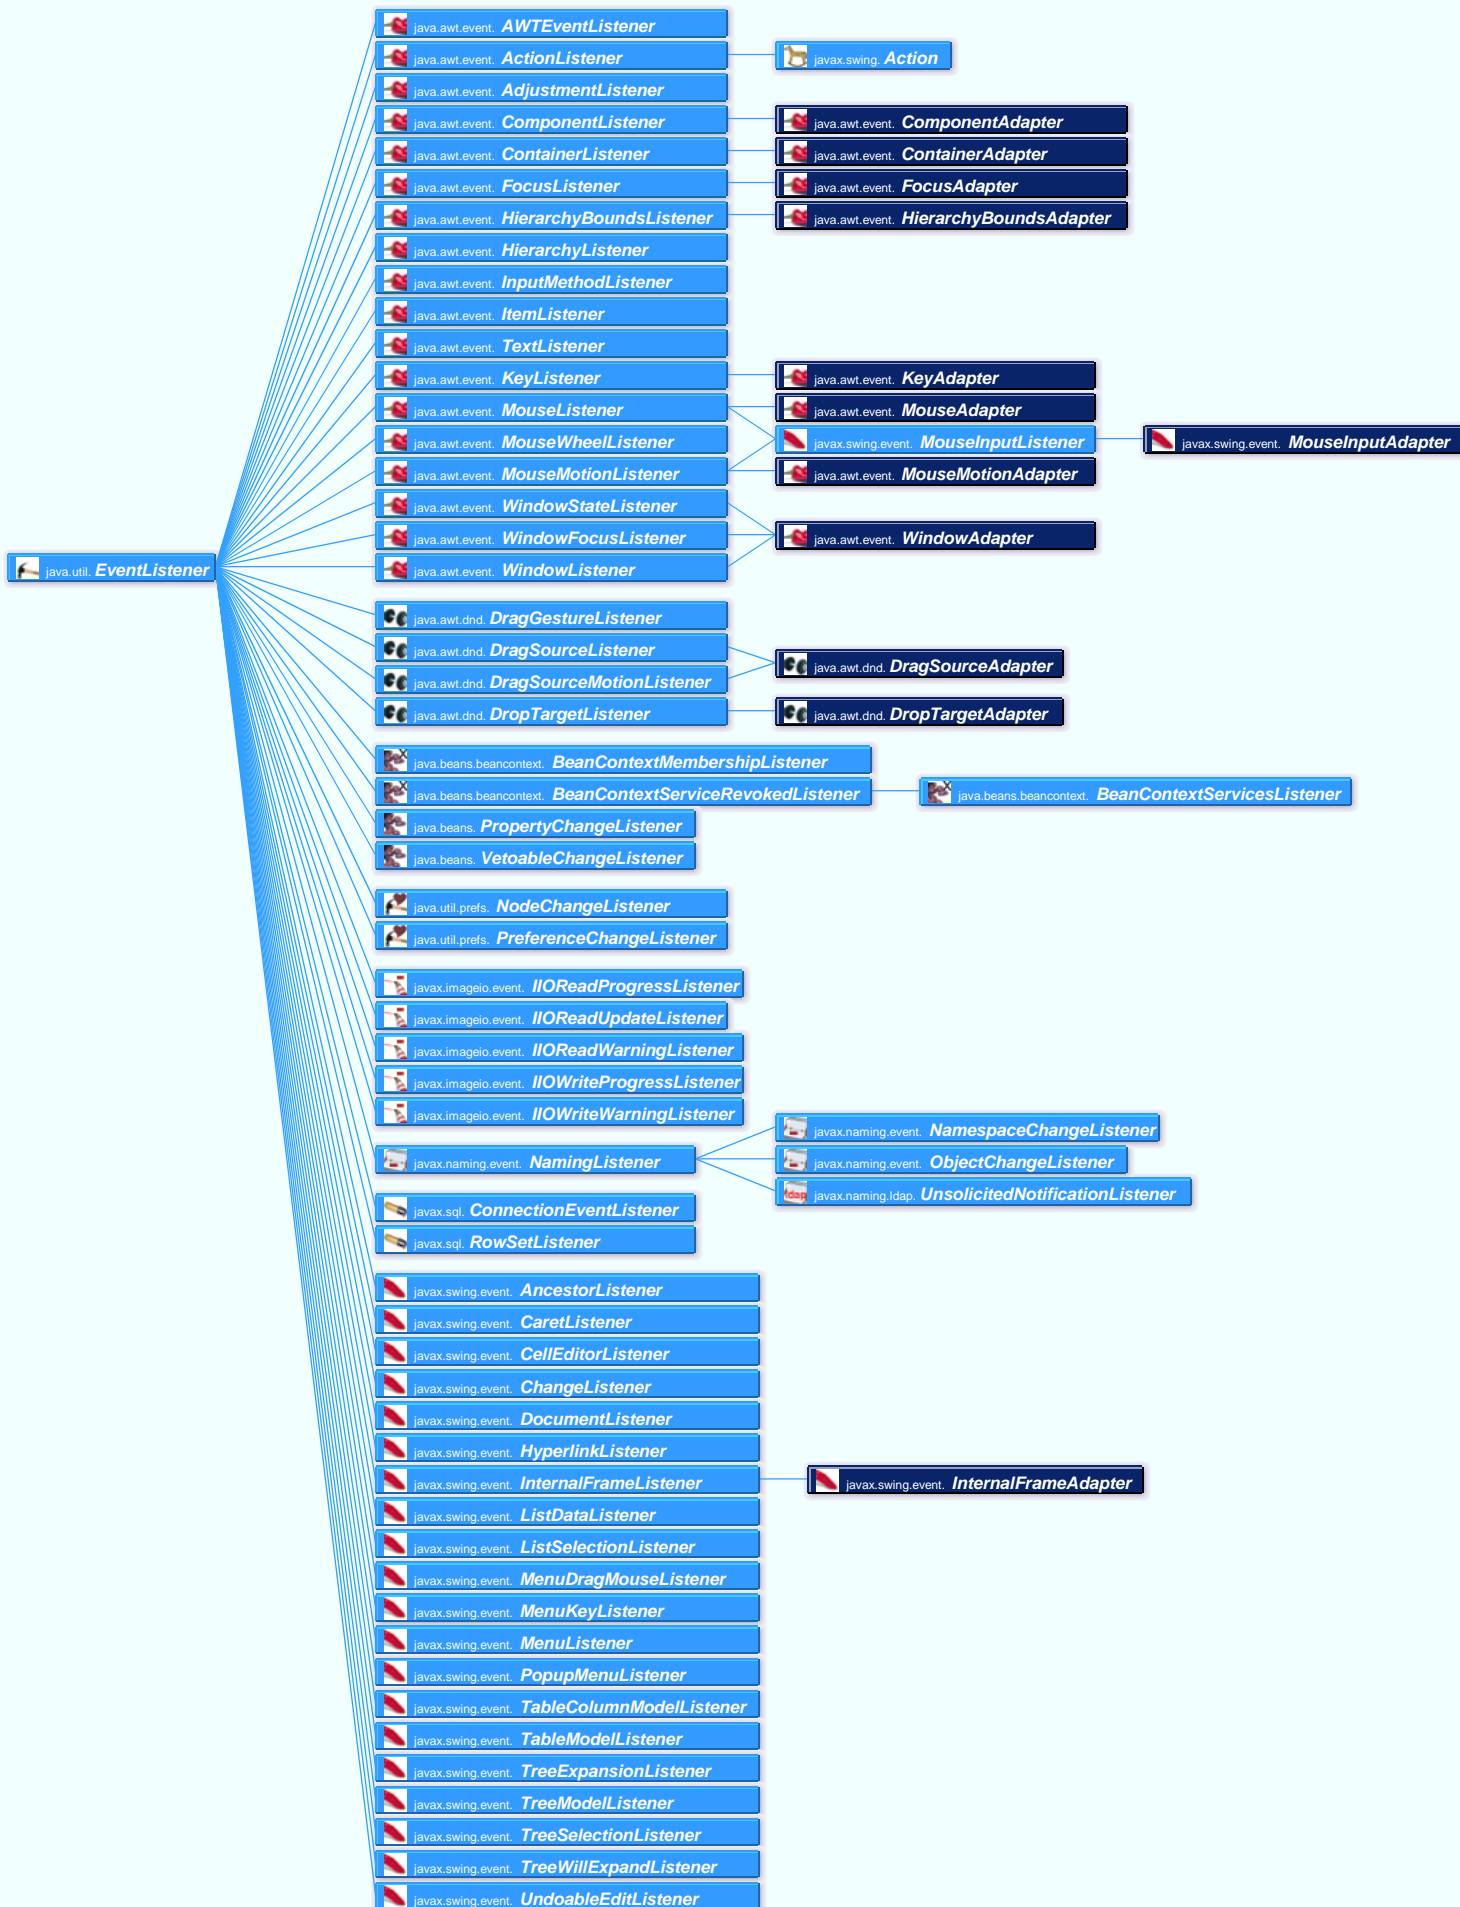 java.awt.event. AWTEventListener
java.awt.event. ActionListener
javax.swing. Action
java.awt.event. AdjustmentListener
java.awt.event. ComponentListener
java.awt.event. ComponentAdapter
java.awt.event. ContainerListener
java.awt.event. ContainerAdapter
java.awt.event. FocusListener
java.awt.event. FocusAdapter
java.awt.event. HierarchyBoundsListener
java.awt.event. HierarchyBoundsAdapter
java.awt.event. HierarchyListener
java.awt.event. InputMethodListener
java.awt.event. ItemListener
java.awt.event. TextListener
java.awt.event. KeyListener
java.awt.event. KeyAdapter
java.awt.event. MouseListener
java.awt.event. MouseAdapter
java.awt.event. MouseWheelListener
javax.swing.event. MouseInputListener
javax.swing.event. MouseInputAdapter
java.awt.event. MouseMotionListener
java.awt.event. MouseMotionAdapter
java.awt.event. WindowStateListener
java.awt.event. WindowFocusListener
java.awt.event. WindowAdapter
java.util. EventListener
java.awt.event. WindowListener
java.awt.dnd. DragGestureListener
java.awt.dnd. DragSourceListener
java.awt.dnd. DragSourceAdapter
java.awt.dnd. DragSourceMotionListener
java.awt.dnd. DropTargetListener
java.awt.dnd. DropTargetAdapter
java.beans.beancontext. BeanContextMembershipListener
java.beans.beancontext. BeanContextServiceRevokedListener
java.beans.beancontext. BeanContextServicesListener
java.beans. PropertyChangeListener
java.beans. VetoableChangeListener
java.util.prefs. NodeChangeListener
java.util.prefs. PreferenceChangeListener
javax.imageio.event. IIOReadProgressListener
javax.imageio.event. IIOReadUpdateListener
javax.imageio.event. IIOReadWarningListener
javax.imageio.event. IIOWriteProgressListener
javax.imageio.event. IIOWriteWarningListener
javax.naming.event. NamespaceChangeListener
javax.naming.event. NamingListener
javax.naming.event. ObjectChangeListener
ldap javax.naming.ldap. UnsolicitedNotificationListener
javax.sql. ConnectionEventListener
javax.sql. RowSetListener
javax.swing.event. AncestorListener
javax.swing.event. CaretListener
javax.swing.event. CellEditorListener
javax.swing.event. ChangeListener
javax.swing.event. DocumentListener
javax.swing.event. HyperlinkListener
javax.swing.event. InternalFrameListener
javax.swing.event. InternalFrameAdapter
javax.swing.event. ListDataListener
javax.swing.event. ListSelectionListener
javax.swing.event. MenuDragMouseListener
javax.swing.event. MenuKeyListener
javax.swing.event. MenuListener
javax.swing.event. PopupMenuListener
javax.swing.event. TableColumnModelListener
javax.swing.event. TableModelListener
javax.swing.event. TreeExpansionListener
javax.swing.event. TreeModelListener
javax.swing.event. TreeSelectionListener
javax.swing.event. TreeWillExpandListener
javax.swing.event. UndoableEditListener